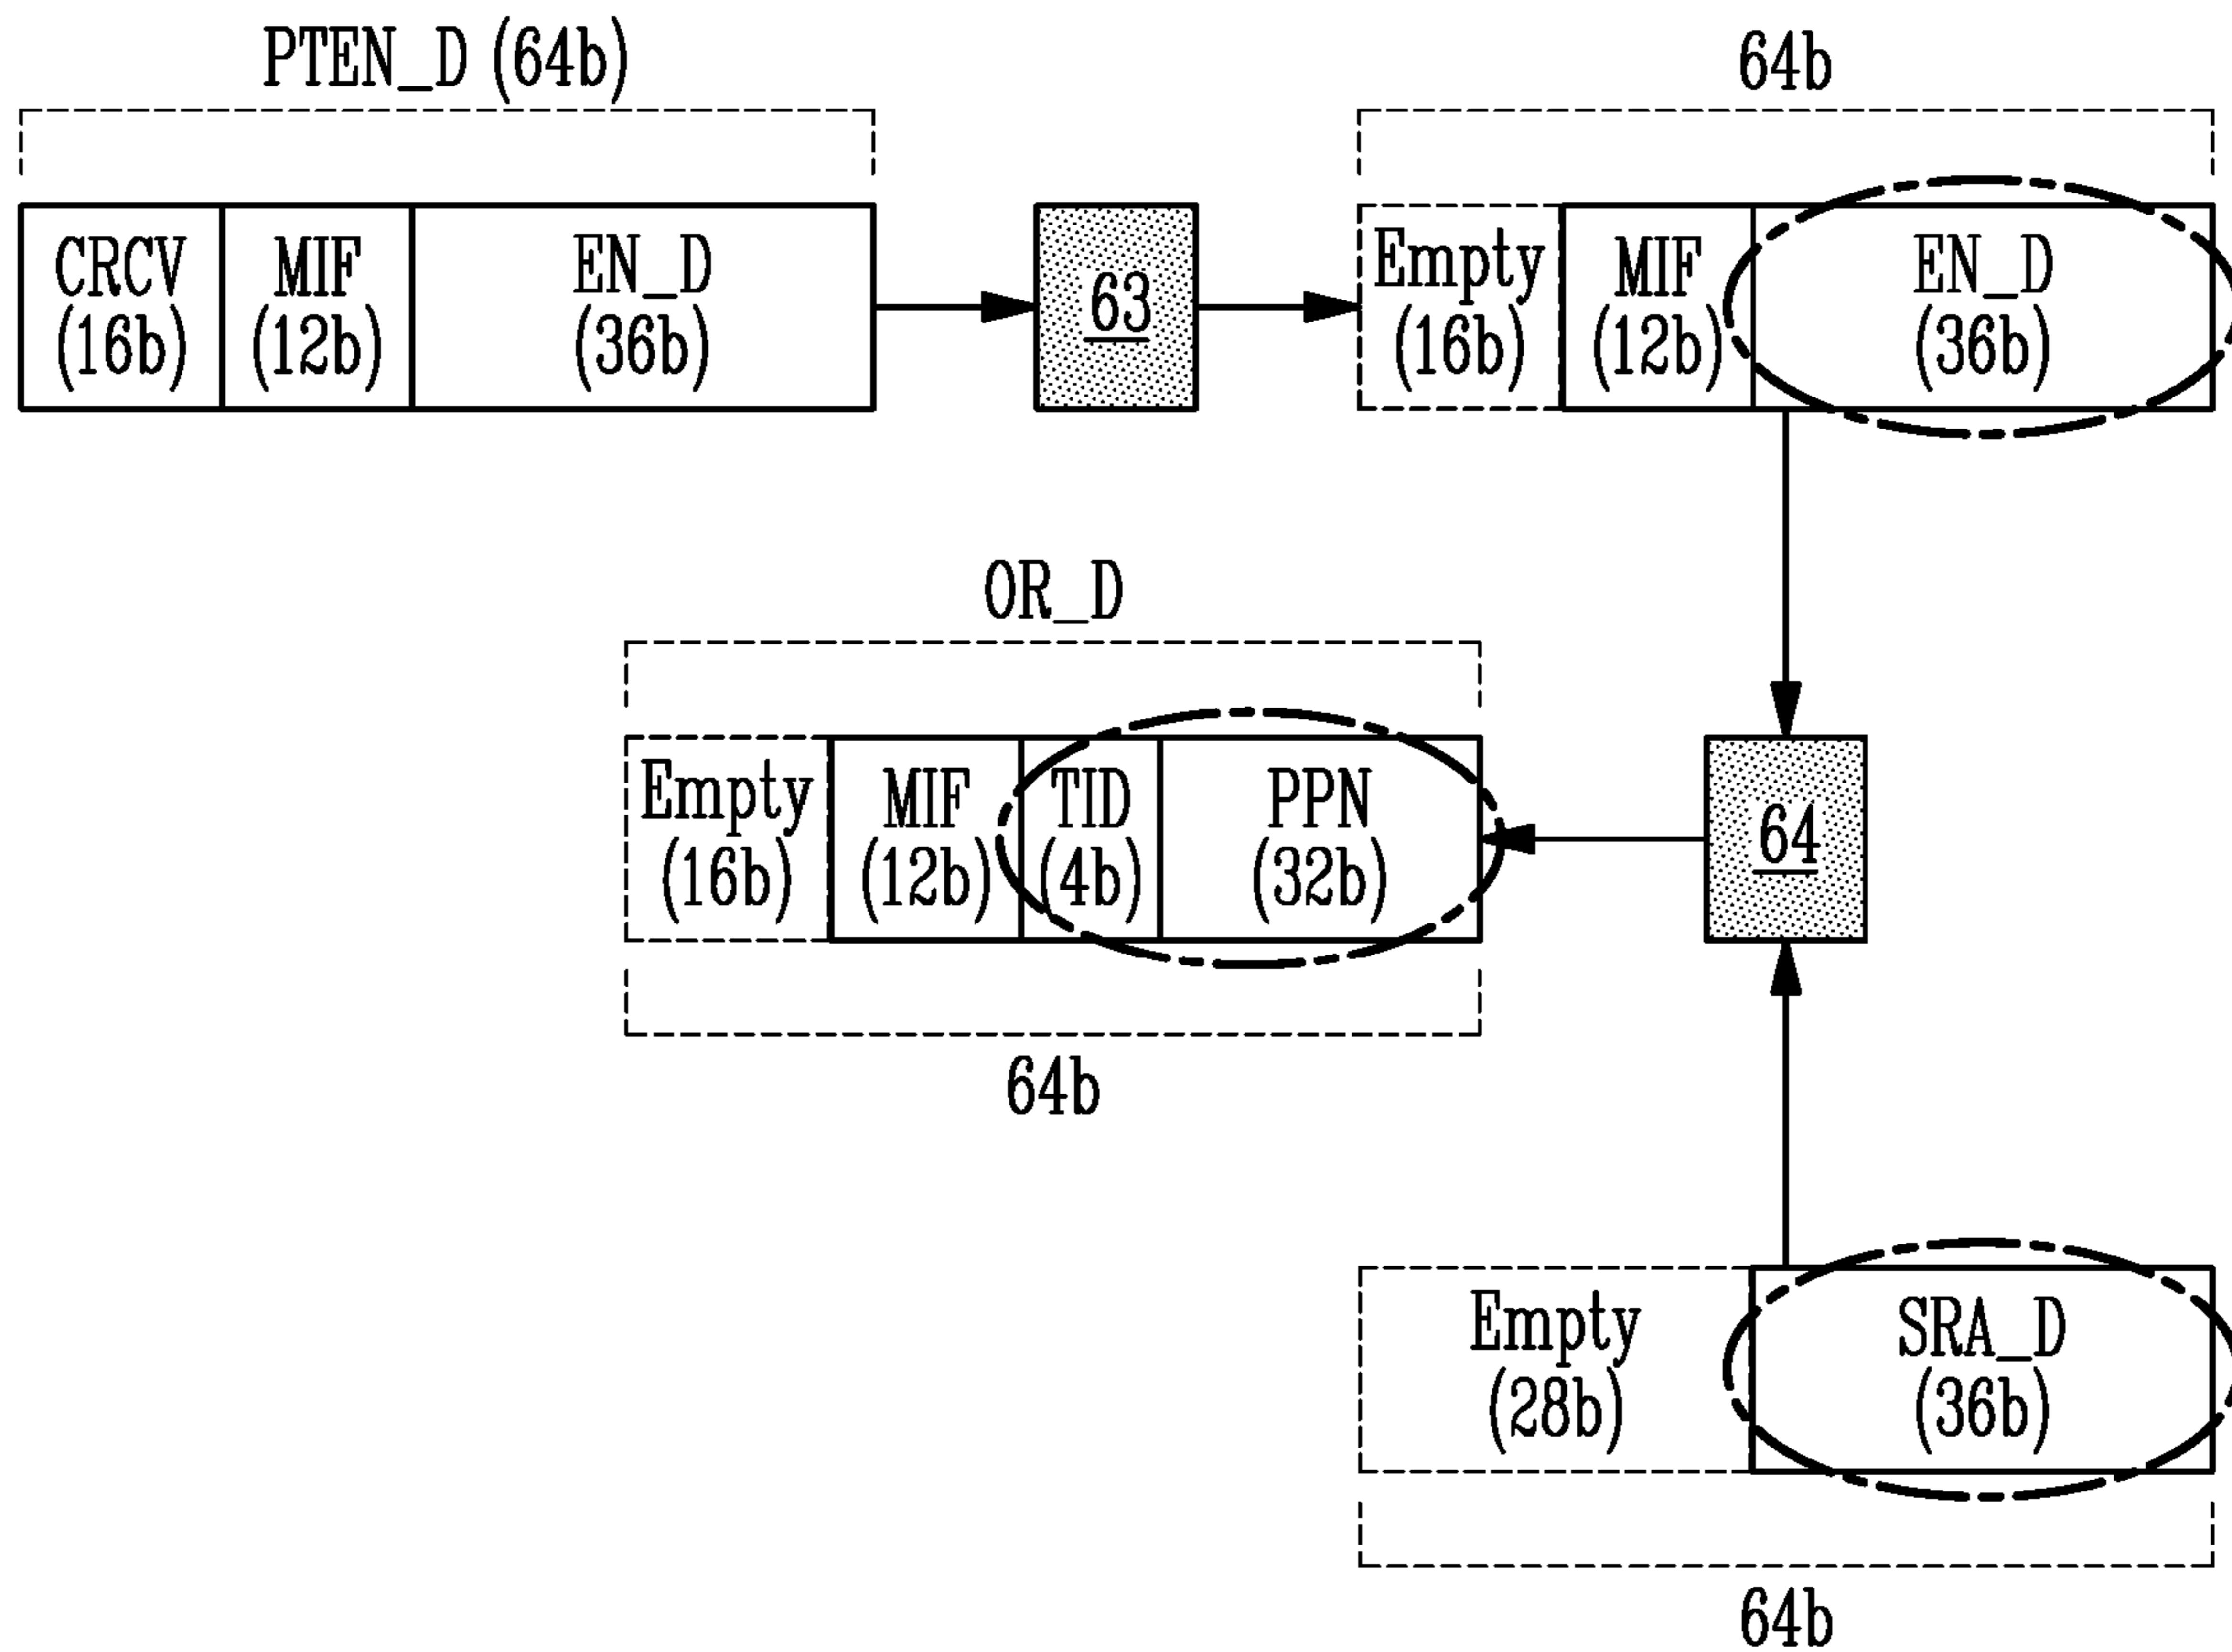 PTEN_D (64b)
64b
CRCV
(16b)
MIF
(12b)
EN_D
(36b)
63
Empty
(16b)
MIF
(12b)
EN_D
(36b)
OR_D
Empty
(16b)
MIF
(12b)
TID
(4b)
PPN
(32b)
64
64b
Empty
(28b)
SRA_D
(36b)
64b